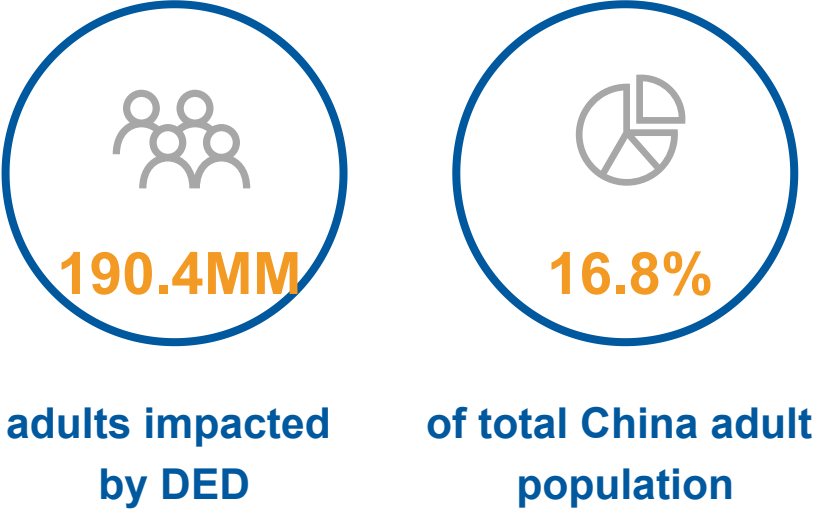 190.4MM
adults impacted
by DED
16.8%
of total China adult
population